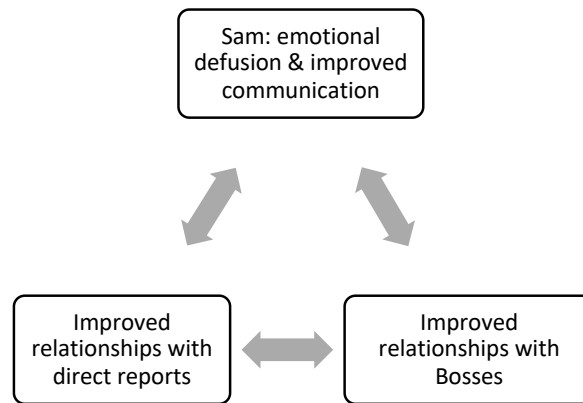 Sam: emotional
defusion & improved
communication
Improved
relationships with
direct reports
Improved
relationships with
Bosses